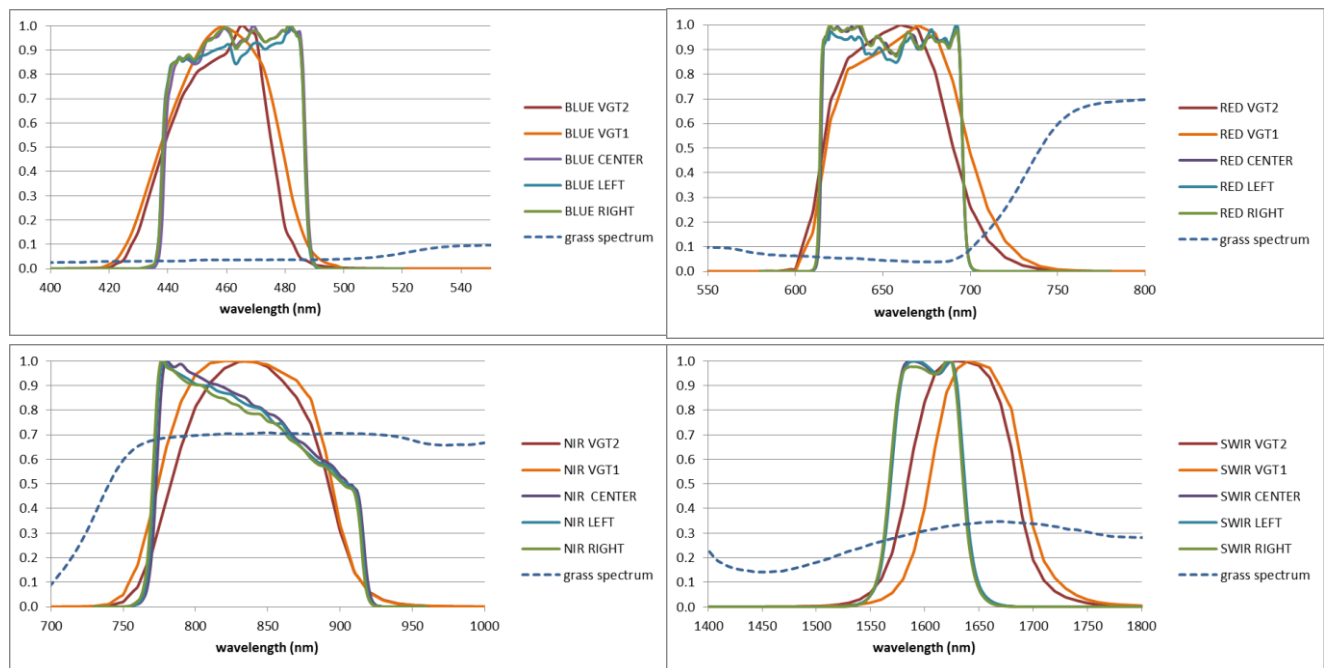 1.0
0.9
0.8
0.7
0.6
0.5
0.4
0.3
0.2
0.1
0.0
400 420 440 460 480 500 520 540
wavelength (nm)
BLUE VGT2
BLUE VGT1
BLUE CENTER
BLUE LEFT
BLUE RIGHT
grass spectrum
1.0
0.9
0.8
0.7
0.6
0.5
0.4
0.3
0.2
0.1
0.0
550 600 650 700 750 800
wavelength (nm)
RED VGT2
RED VGT1
RED CENTER
RED LEFT
RED RIGHT
grass spectrum
1.0
0.9
0.8
0.7
0.6
0.5
0.4
0.3
0.2
0.1
0.0
700 750 800 850 900 950 1000
wavelength (nm)
NIR VGT2
NIR VGT1
NIR CENTER
NIR LEFT
NIR RIGHT
grass spectrum
1.0
0.9
0.8
0.7
0.6
0.5
0.4
0.3
0.2
0.1
0.0
1400 1450 1500 1550 1600 1650 1700 1750 1800
wavelength (nm)
SWIR VGT2
SWIR VGT1
SWIR CENTER
SWIR LEFT
SWIR RIGHT
grass spectrum